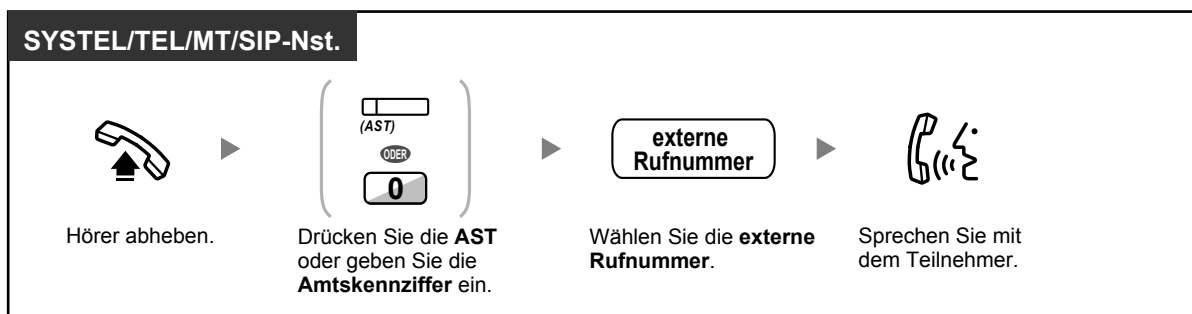 SYSTEL/TEL/MT/SIP-Nst.
(AST)
ODER
0
externe
Rufnummer
Hörer abheben.
Drücken Sie die AST
oder geben Sie die
Amtskennziffer ein.
Wählen Sie die externe
Rufnummer.
Sprechen Sie mit
dem Teilnehmer.